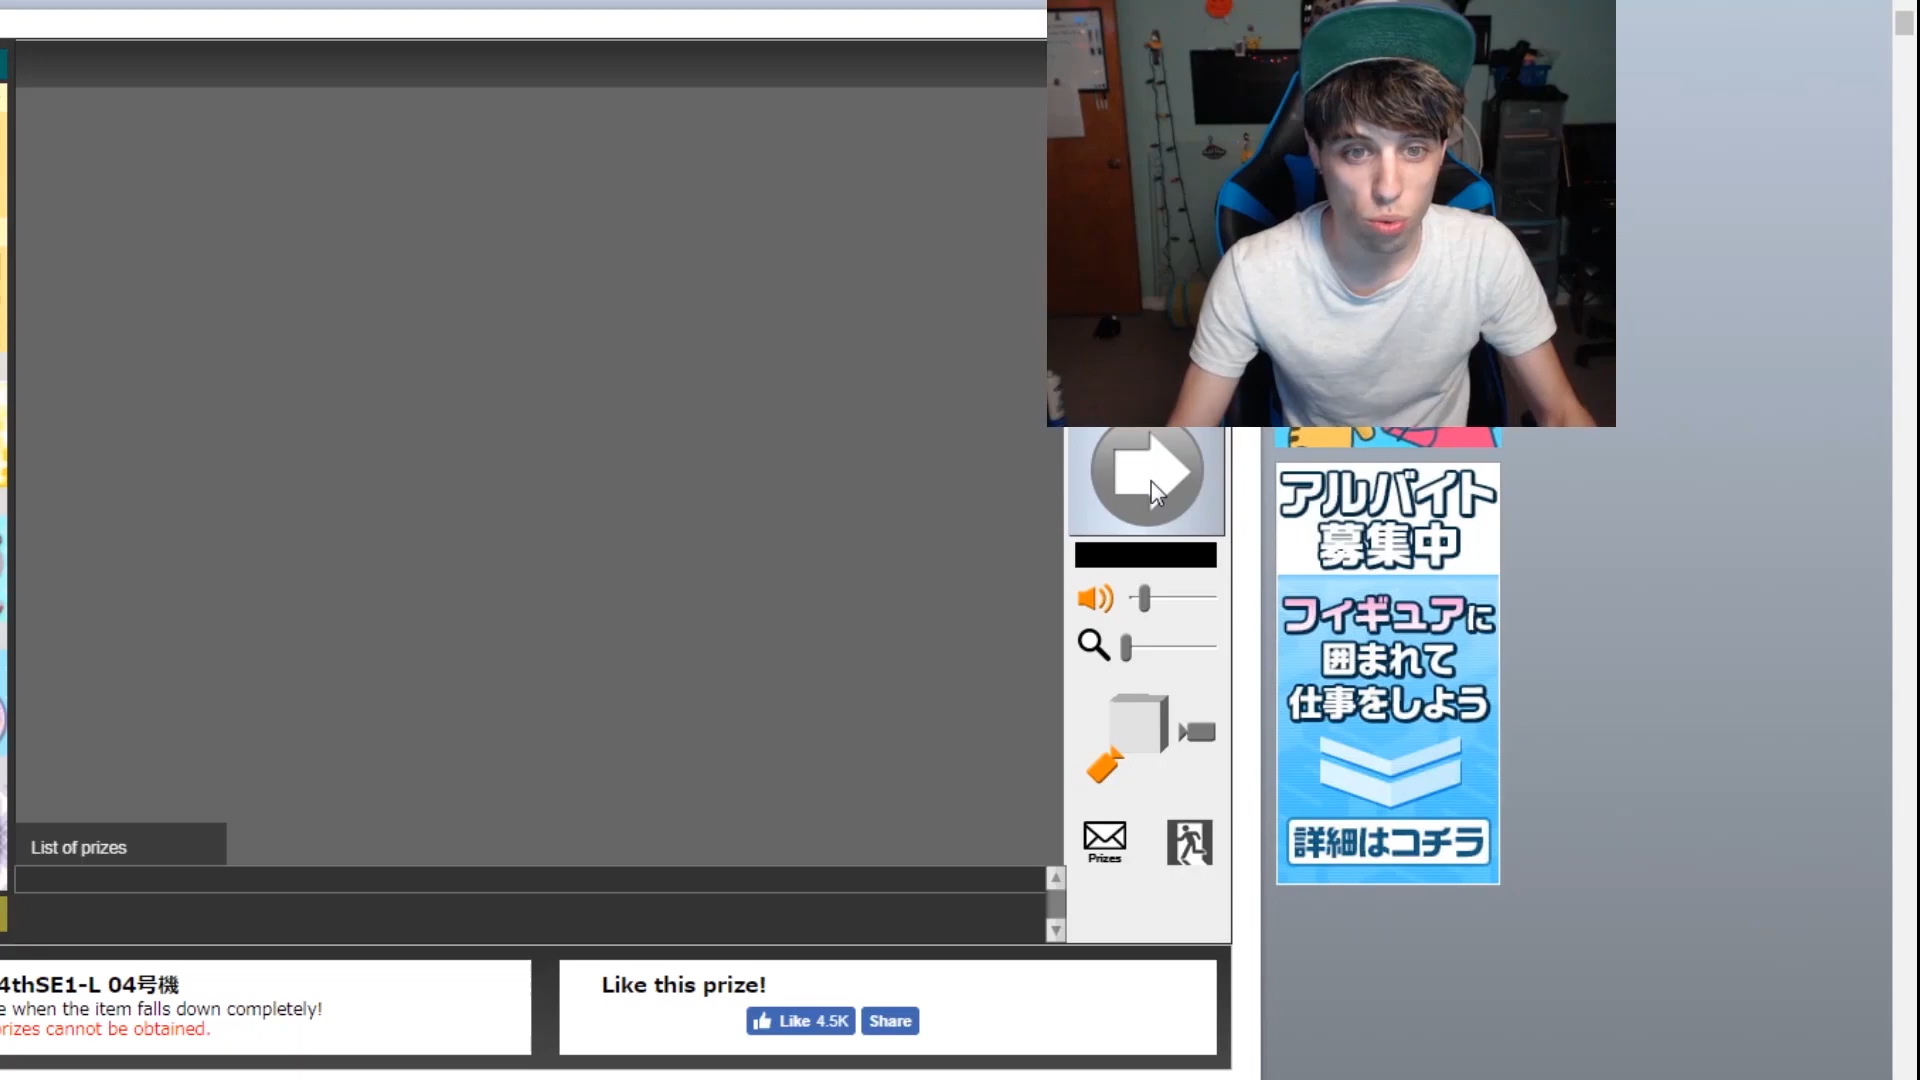 アルバイト
募集中
フィギュアに
囲まれて
仕事をしよう
詳細はコチラ
Prizes
List of prizes
4thSE1-L 04号機
e when the item falls down completely!
rizes cannot be obtained.
Like this prize!
Like 4.5K
Share